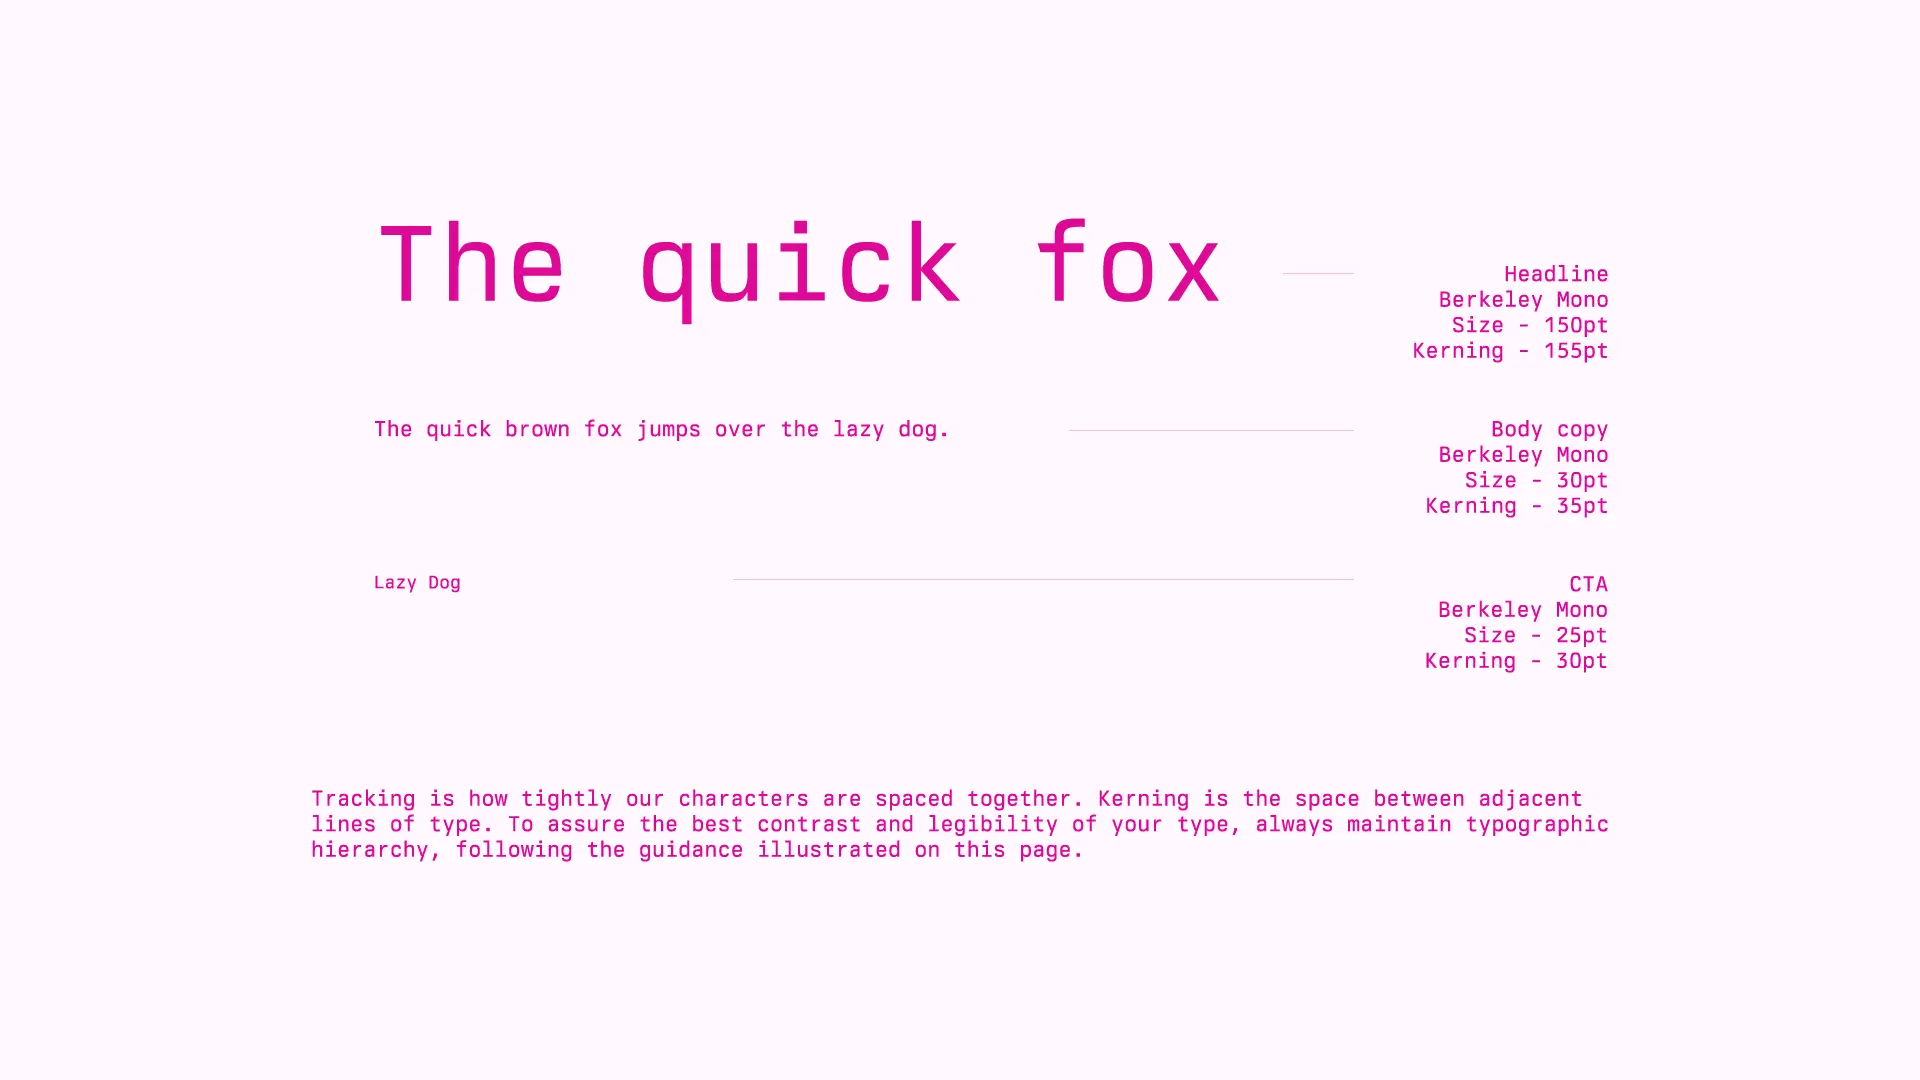 The quick fox
Headline
Berkeley Mono
Size - 150pt
Kerning - 155pt
The quick brown fox jumps over the lazy dog.
Body copy
Berkeley Mono
Size - 30pt
Kerning - 35pt
Lazy Dog
CTA
Berkeley Mono
Size - 25pt
Kerning - 30pt
Tracking is how tightly our characters are spaced together. Kerning is the space between adjacent
lines of type. To assure the best contrast and legibility of your type, always maintain typographic
hierarchy, following the guidance illustrated on this page.